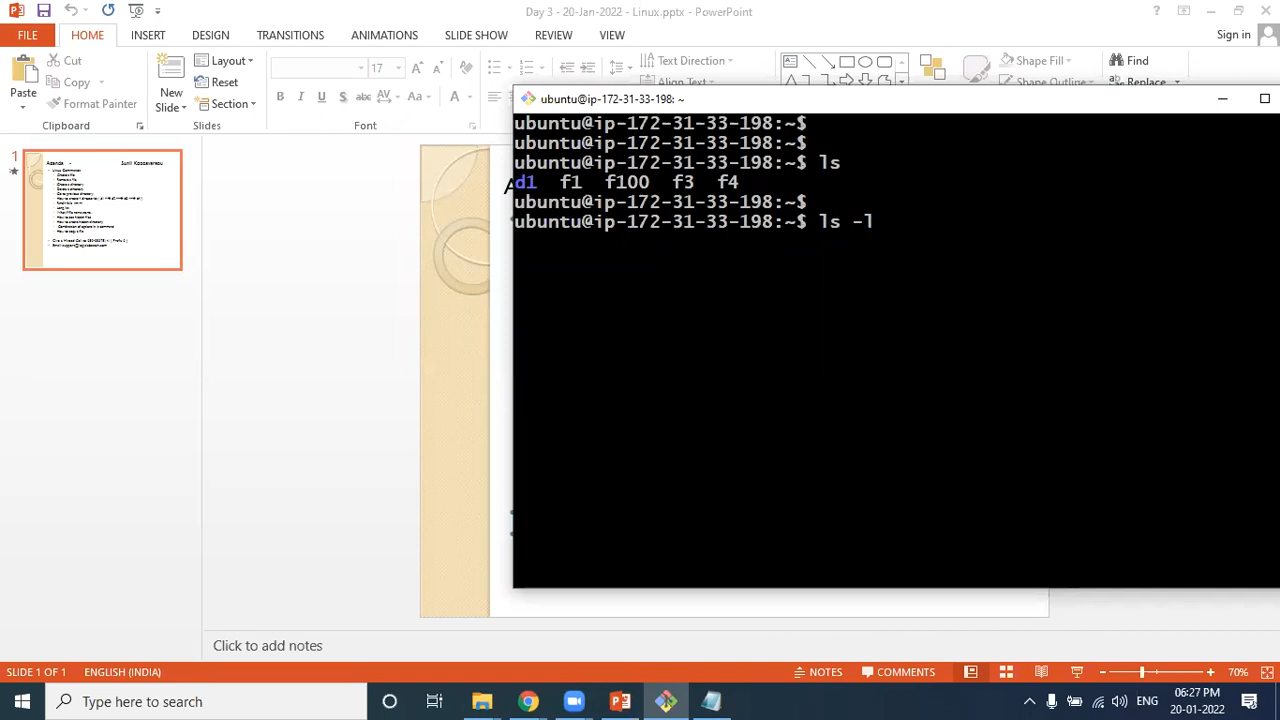 Day 3 - 20-Jan-2022 - Linux.pptx - PowerPoint
FILE HOME INSERT DESIGN TRANSITIONS ANIMATIONS SLIDE SHOW REVIEW VIEW Sign in
Paste
Cut
Copy
Format Painter
Clipboard
New
Slide
Layout
Reset
Section
Slides
17
B I U S abc AV Aa A
Font
Text Direction
Align Text
Shape Fill
Find
Replace
1
ubuntu@ip-172-31-33-198: ~
ubuntu@ip-172-31-33-198:~$
ubuntu@ip-172-31-33-198:~$
ubuntu@ip-172-31-33-198:~$ ls
d1 f1 f100 f3 f4
ubuntu@ip-172-31-33-198:~$
ubuntu@ip-172-31-33-198:~$ ls -l
Click to add notes
SLIDE 1 OF 1 ENGLISH (INDIA) NOTES COMMENTS 70%
Type here to search
ENG
06:27 PM
20-01-2022